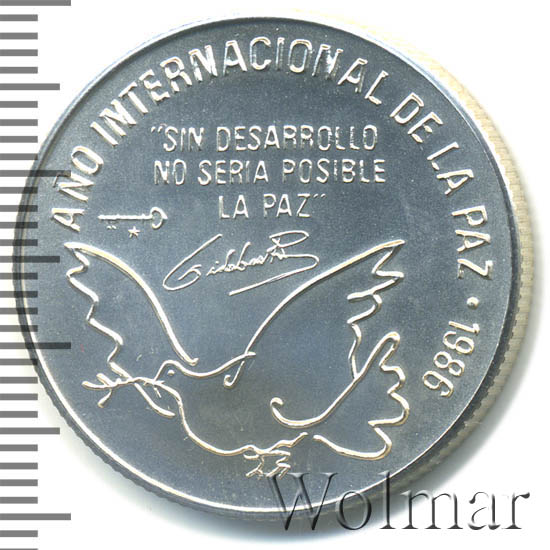 AÑO INTERNACIONAL DE LA PAZ · 1986
"SIN DESARROLLO
NO SERIA POSIBLE
LA PAZ"
Wolmar